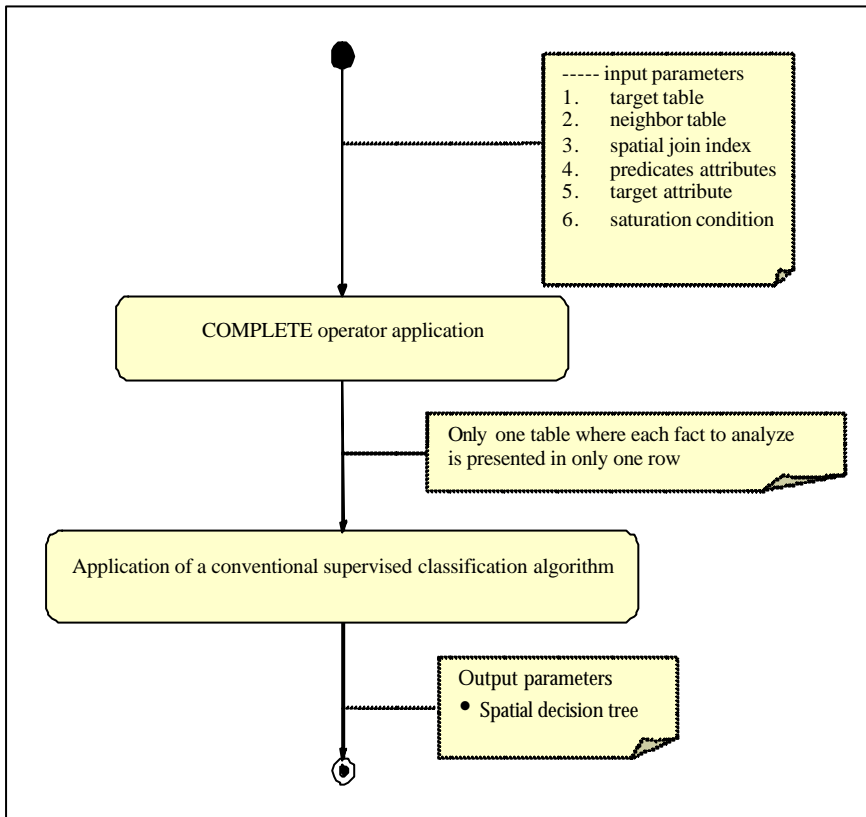 ----- input parameters
1. target table
2. neighbor table
3. spatial join index
4. predicates attributes
5. target attribute
6. saturation condition
COMPLETE operator application
Only one table where each fact to analyze
is presented in only one row
Application of a conventional supervised classification algorithm
Output parameters
• Spatial decision tree